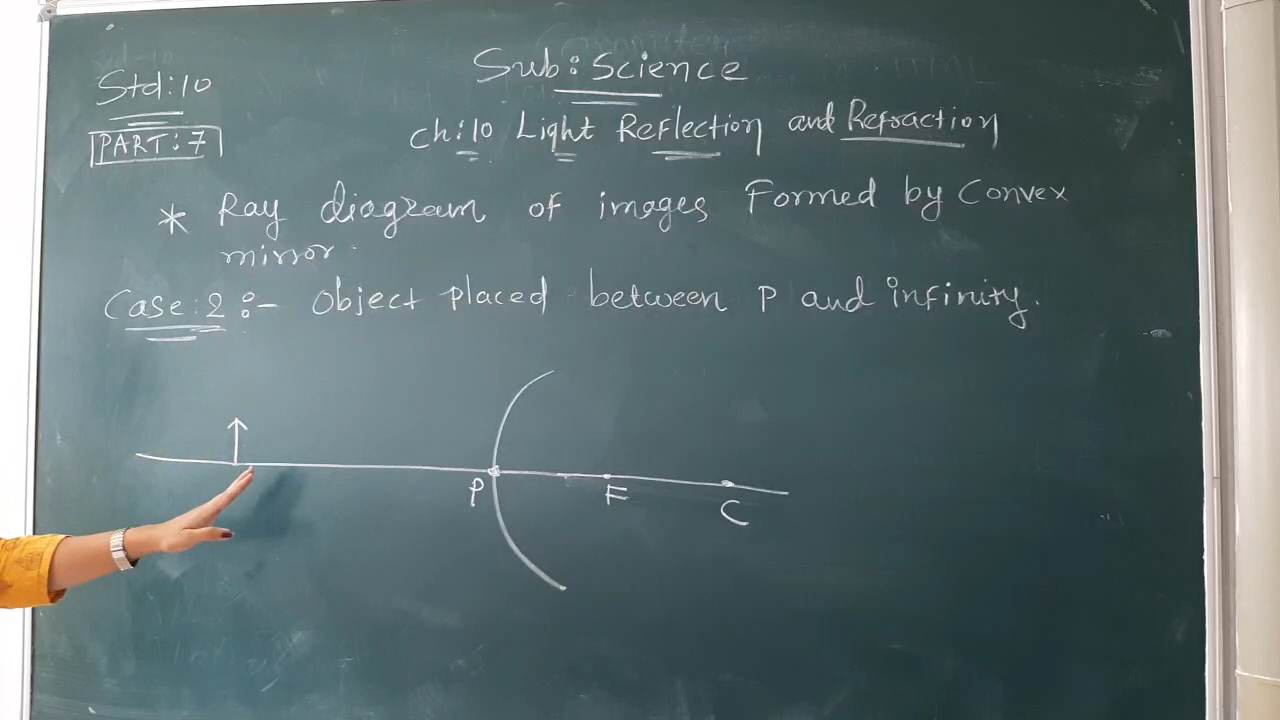 Sub: Science
Std: 10
PART: 7
Ch: 10 Light Reflection and Refraction
* Ray diagram of images Formed by Convex
mirror.
Case: 2 :- Object placed between P and infinity.
P
F
C